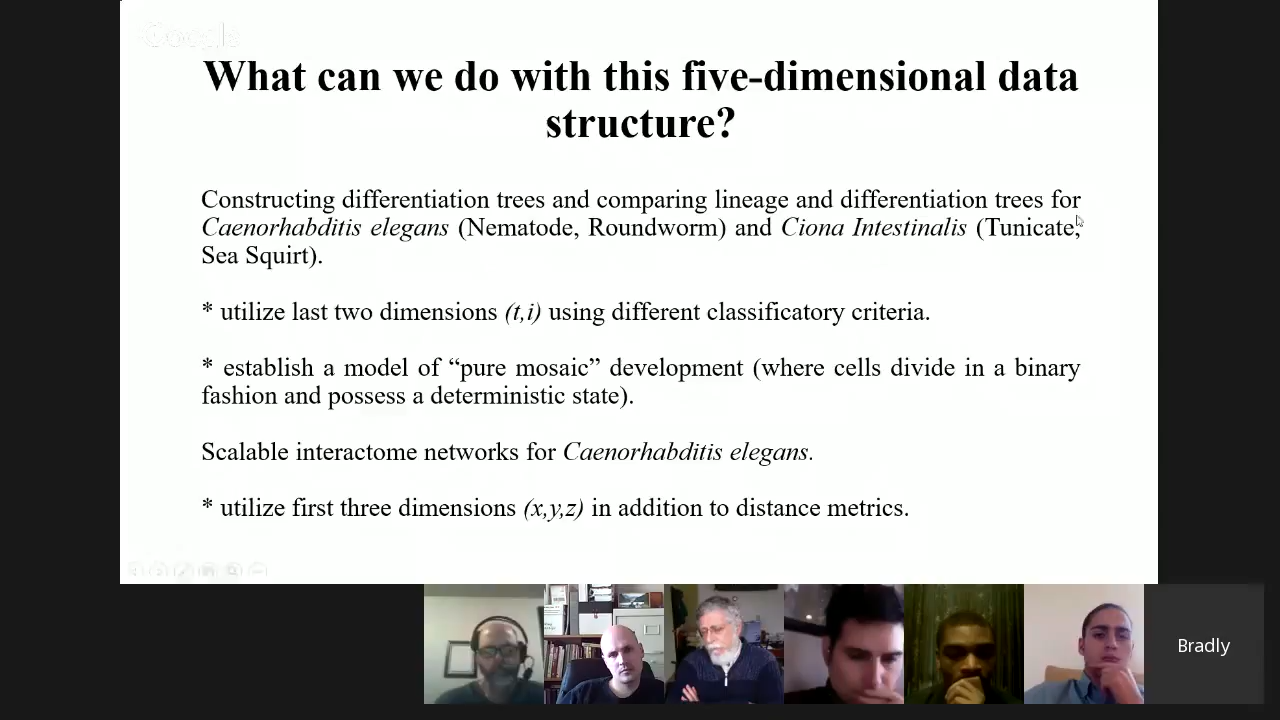 Google
What can we do with this five-dimensional data
structure?
Constructing differentiation trees and comparing lineage and differentiation trees for
Caenorhabditis elegans (Nematode, Roundworm) and Ciona Intestinalis (Tunicate,
Sea Squirt).
* utilize last two dimensions (t,i) using different classificatory criteria.
* establish a model of “pure mosaic” development (where cells divide in a binary
fashion and possess a deterministic state).
Scalable interactome networks for Caenorhabditis elegans.
* utilize first three dimensions (x,y,z) in addition to distance metrics.
Bradly